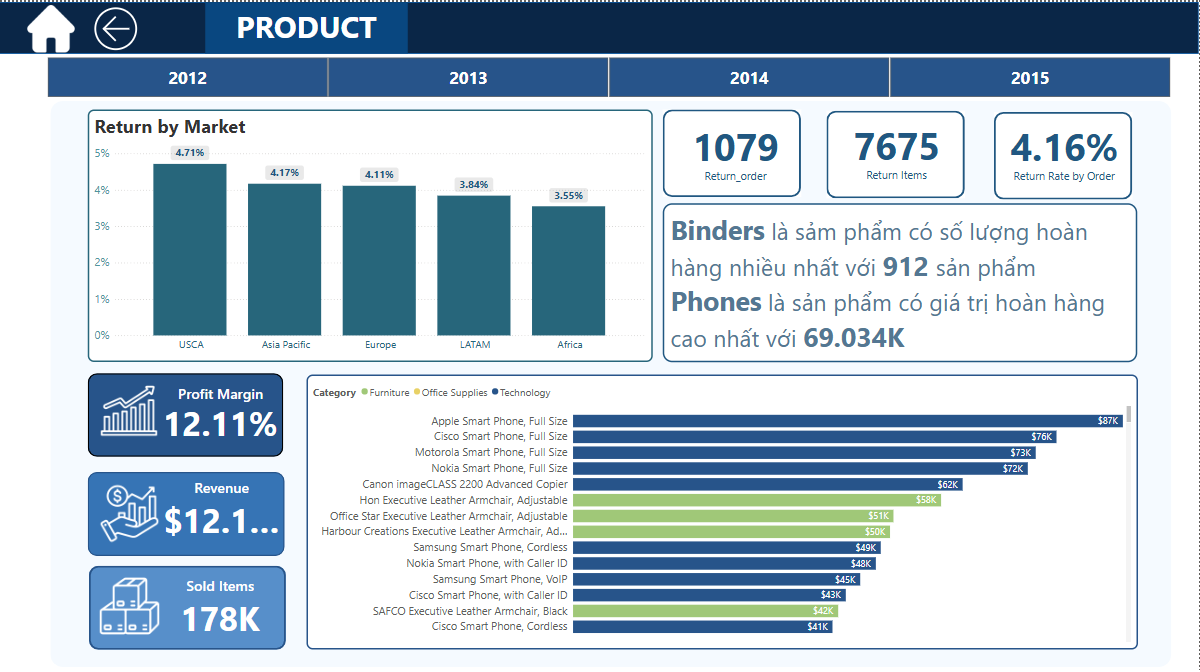 PRODUCT
2012
2013
2014
2015
Return by Market
5%
4%
3%
2%
1%
0%
4.71%
4.17%
4.11%
3.84%
3.55%
USCA
Asia Pacific
Europe
LATAM
Africa
1079
Return_order
7675
Return Items
4.16%
Return Rate by Order
Binders là sảm phẩm có số lượng hoàn
hàng nhiều nhất với 912 sản phẩm
Phones là sản phẩm có giá trị hoàn hàng
cao nhất với 69.034K
Profit Margin
12.11%
Revenue
$12.1...
Sold Items
178K
Category Furniture Office Supplies Technology
Apple Smart Phone, Full Size $87K
Cisco Smart Phone, Full Size $76K
Motorola Smart Phone, Full Size $73K
Nokia Smart Phone, Full Size $72K
Canon imageCLASS 2200 Advanced Copier $62K
Hon Executive Leather Armchair, Adjustable $58K
Office Star Executive Leather Armchair, Adjustable $51K
Harbour Creations Executive Leather Armchair, Ad... $50K
Samsung Smart Phone, Cordless $49K
Nokia Smart Phone, with Caller ID $48K
Samsung Smart Phone, VoIP $45K
Cisco Smart Phone, with Caller ID $43K
SAFCO Executive Leather Armchair, Black $42K
Cisco Smart Phone, Cordless $41K